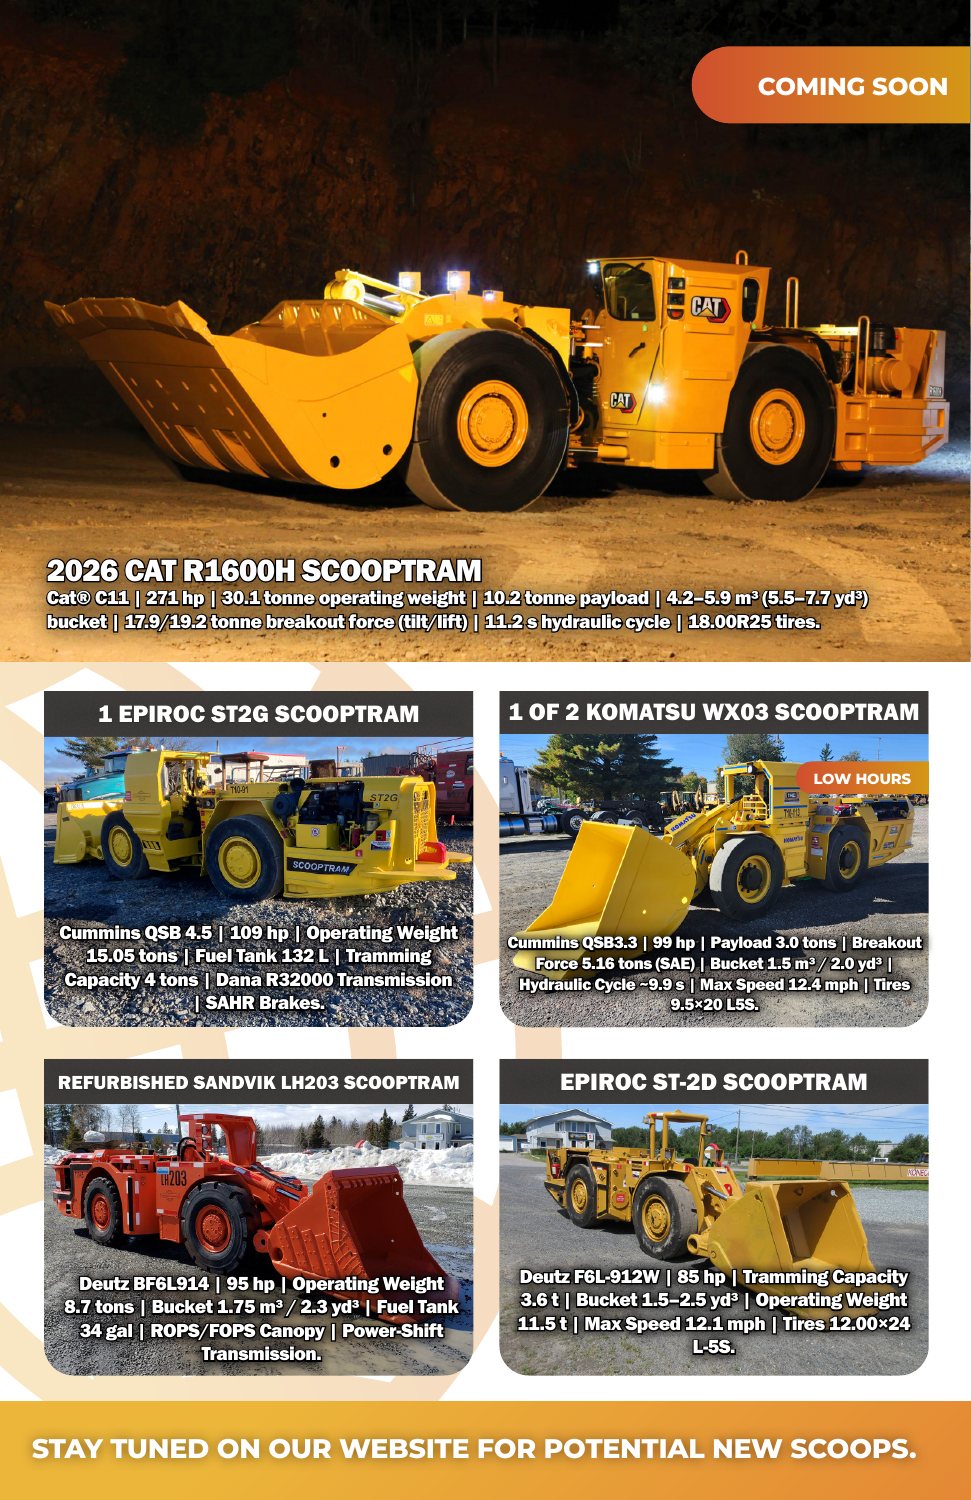 COMING SOON
CAT
CAT
R1600
2026 CAT R1600H SCOOPTRAM
Cat® C11 | 271 hp | 30.1 tonne operating weight | 10.2 tonne payload | 4.2–5.9 m³ (5.5–7.7 yd³)
bucket | 17.9/19.2 tonne breakout force (tilt/lift) | 11.2 s hydraulic cycle | 18.00R25 tires.
1 EPIROC ST2G SCOOPTRAM
T10-01
ST2G
SCOOPTRAM
Cummins QSB 4.5 | 109 hp | Operating Weight
15.05 tons | Fuel Tank 132 L | Tramming
Capacity 4 tons | Dana R32000 Transmission
| SAHR Brakes.
1 OF 2 KOMATSU WX03 SCOOPTRAM
LOW HOURS
KOMATSU
KOMATSU
Cummins QSB3.3 | 99 hp | Payload 3.0 tons | Breakout
Force 5.16 tons (SAE) | Bucket 1.5 m³ / 2.0 yd³ |
Hydraulic Cycle ~9.9 s | Max Speed 12.4 mph | Tires
9.5×20 L5S.
REFURBISHED SANDVIK LH203 SCOOPTRAM
LH203
Deutz BF6L914 | 95 hp | Operating Weight
8.7 tons | Bucket 1.75 m³ / 2.3 yd³ | Fuel Tank
34 gal | ROPS/FOPS Canopy | Power-Shift
Transmission.
EPIROC ST-2D SCOOPTRAM
Deutz F6L-912W | 85 hp | Tramming Capacity
3.6 t | Bucket 1.5–2.5 yd³ | Operating Weight
11.5 t | Max Speed 12.1 mph | Tires 12.00×24
L-5S.
STAY TUNED ON OUR WEBSITE FOR POTENTIAL NEW SCOOPS.